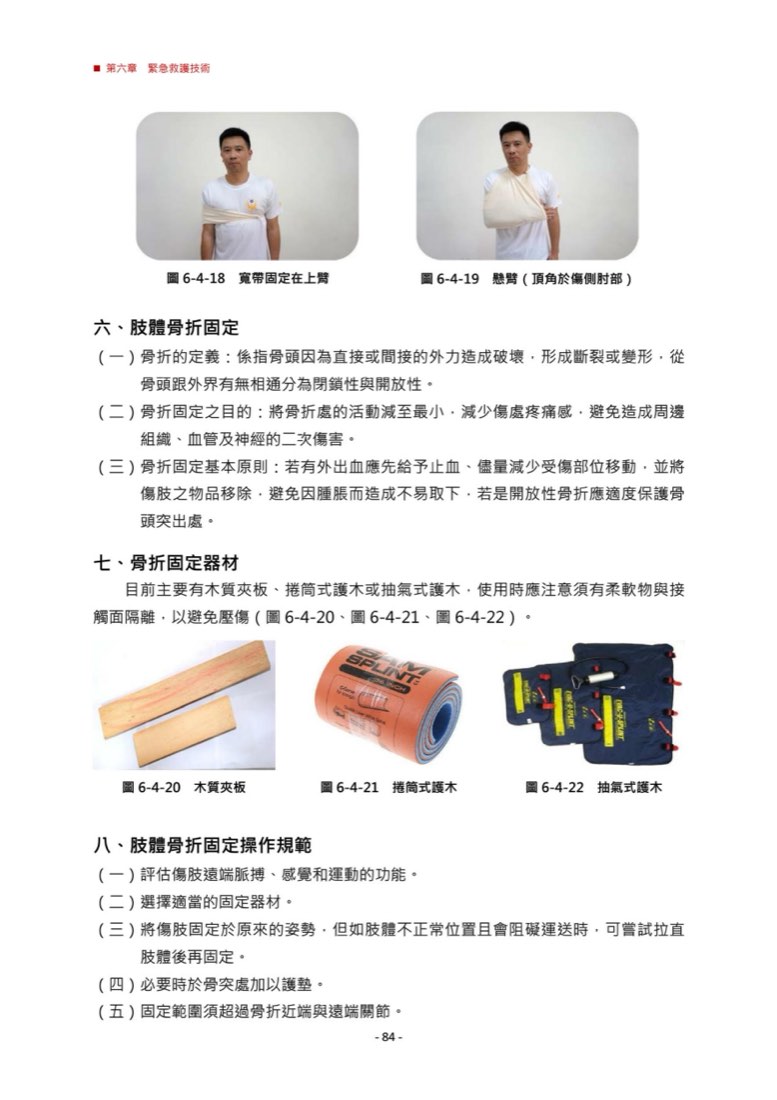 ■ 第六章 緊急救護技術
圖 6-4-18 寬帶固定在上臂
圖 6-4-19 懸臂（頂角於傷側肘部）
六、肢體骨折固定
（一）骨折的定義：係指骨頭因為直接或間接的外力造成破壞，形成斷裂或變形，從
骨頭跟外界有無相通分為閉鎖性與開放性。
（二）骨折固定之目的：將骨折處的活動減至最小，減少傷處疼痛感，避免造成周邊
組織、血管及神經的二次傷害。
（三）骨折固定基本原則：若有外出血應先給予止血、儘量減少受傷部位移動，並將
傷肢之物品移除，避免因腫脹而造成不易取下，若是開放性骨折應適度保護骨
頭突出處。
七、骨折固定器材
目前主要有木質夾板、捲筒式護木或抽氣式護木，使用時應注意須有柔軟物與接
觸面隔離，以避免壓傷（圖 6-4-20、圖 6-4-21、圖 6-4-22）。
SAM
SPLINT
圖 6-4-20 木質夾板
圖 6-4-21 捲筒式護木
圖 6-4-22 抽氣式護木
八、肢體骨折固定操作規範
（一）評估傷肢遠端脈搏、感覺和運動的功能。
（二）選擇適當的固定器材。
（三）將傷肢固定於原來的姿勢，但如肢體不正常位置且會阻礙運送時，可嘗試拉直
肢體後再固定。
（四）必要時於骨突處加以護墊。
（五）固定範圍須超過骨折近端與遠端關節。
- 84 -